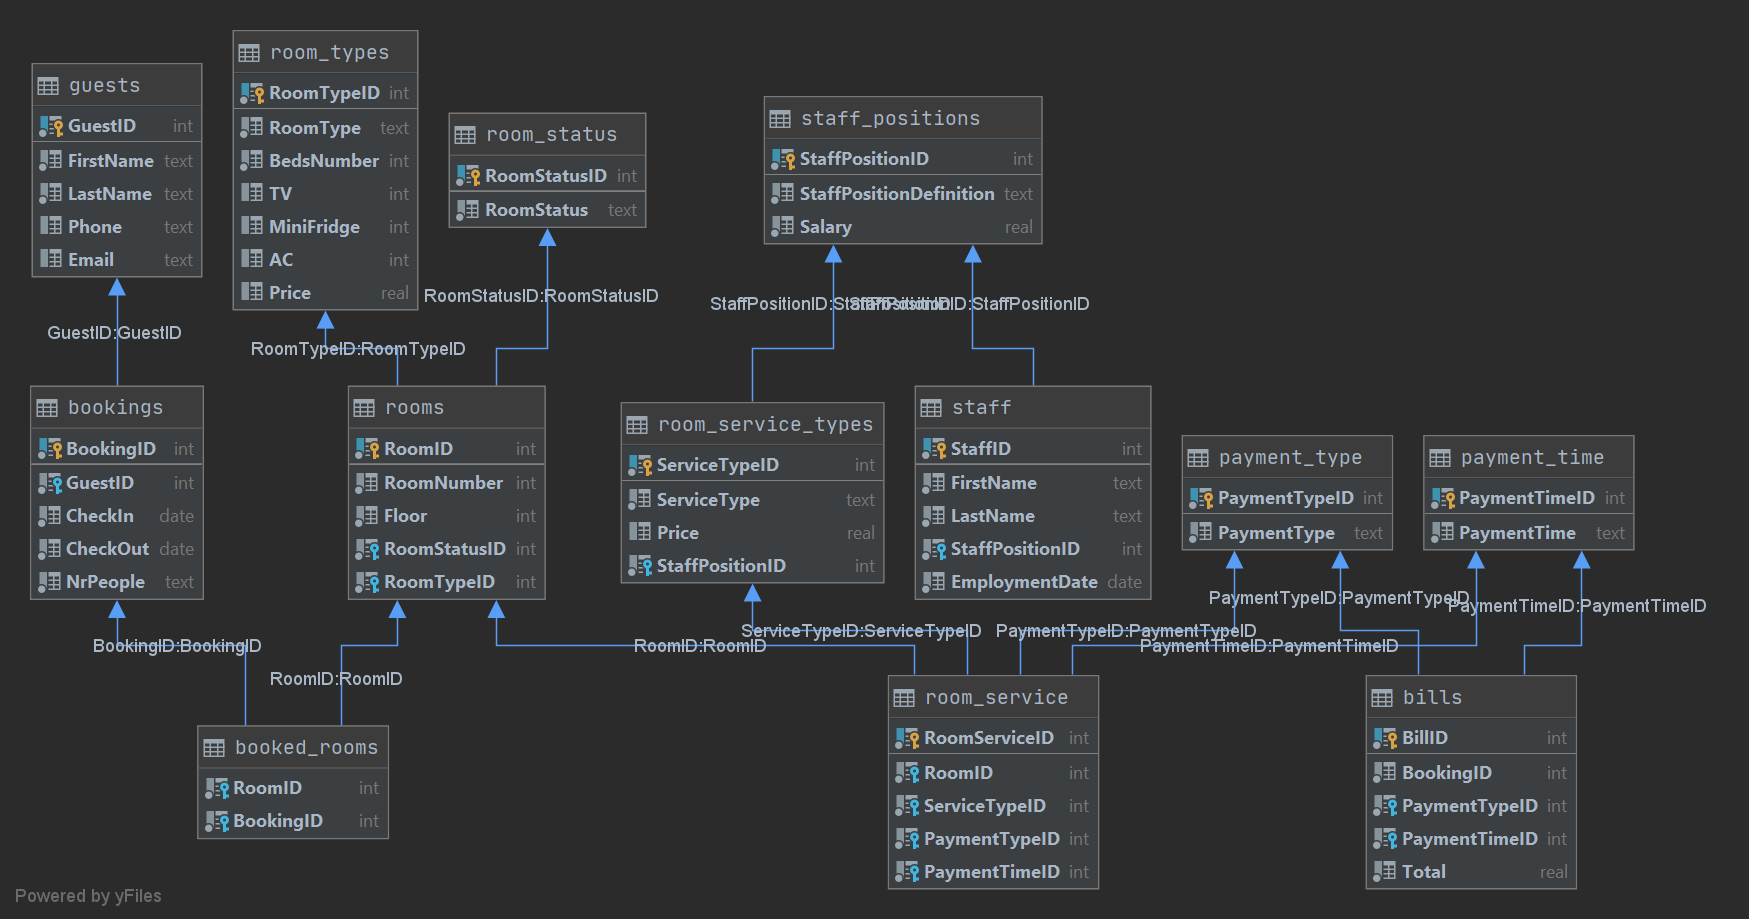 room_types
RoomTypeID int
RoomType text
BedsNumber int
TV int
MiniFridge int
AC int
Price real
guests
GuestID int
FirstName text
LastName text
Phone text
Email text
room_status
RoomStatusID int
RoomStatus text
staff_positions
StaffPositionID int
StaffPositionDefinition text
Salary real
GuestID:GuestID
RoomTypeID:RoomTypeID
RoomStatusID:RoomStatusID
StaffPositionID:StaffPositionID
StaffPositionID:StaffPositionID
bookings
BookingID int
GuestID int
CheckIn date
CheckOut date
NrPeople text
rooms
RoomID int
RoomNumber int
Floor int
RoomStatusID int
RoomTypeID int
room_service_types
ServiceTypeID int
ServiceType text
Price real
StaffPositionID int
staff
StaffID int
FirstName text
LastName text
StaffPositionID int
EmploymentDate date
payment_type
PaymentTypeID int
PaymentType text
payment_time
PaymentTimeID int
PaymentTime text
PaymentTypeID:PaymentTypeID
PaymentTimeID:PaymentTimeID
BookingID:BookingID
RoomID:RoomID
RoomID:RoomID
ServiceTypeID:ServiceTypeID
PaymentTypeID:PaymentTypeID
PaymentTimeID:PaymentTimeID
booked_rooms
RoomID int
BookingID int
room_service
RoomServiceID int
RoomID int
ServiceTypeID int
PaymentTypeID int
PaymentTimeID int
bills
BillID int
BookingID int
PaymentTypeID int
PaymentTimeID int
Total real
Powered by yFiles